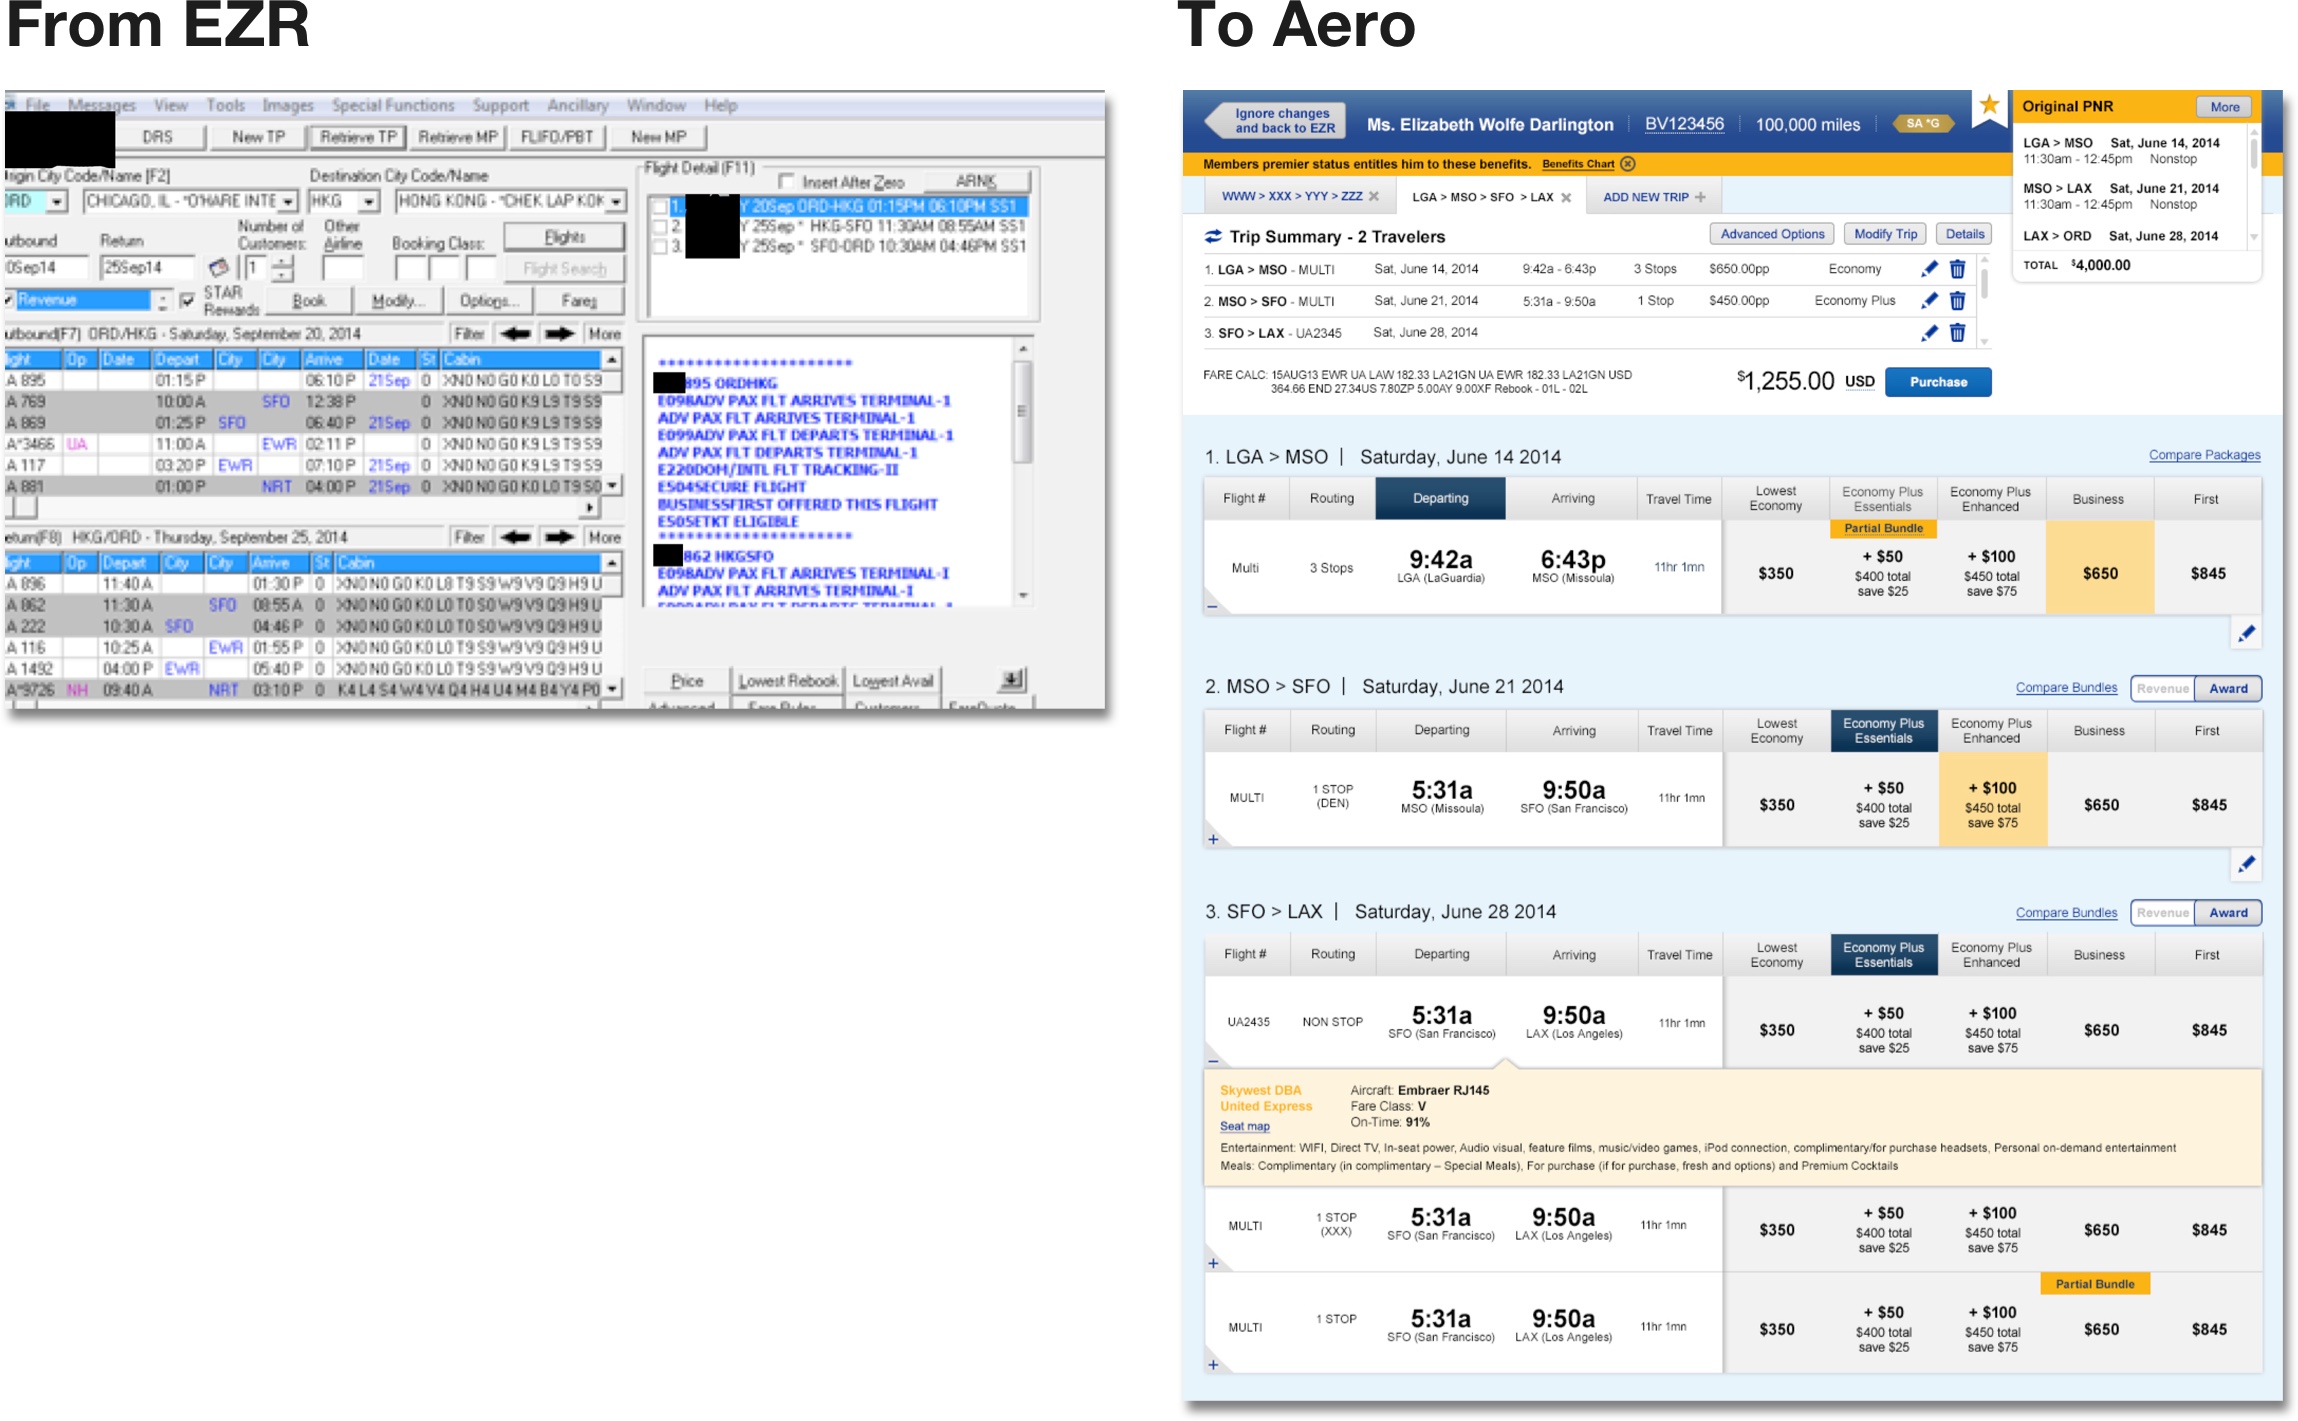 From EZR
File Messages View Tools Images Special Functions Support Ancillary Window Help
DRS New TP Retrieve TP Retrieve MP FLIFO/PBT New MP
City Code/Name [F2] Destination City Code/Name
CHICAGO, IL - *O'HARE INTE HKG HONG KONG - *CHEK LAP KOK
Return Number of Customers: Other Airline Booking Class: Flights
25Sep14 1 Flight Search
Revenue STAR Rewards Book Modify... Options... Fares
ORD/HKG - Saturday, September 20, 2014 Filter More
Op Date Depart City City Arrive Date St Cabin
A 895 01:15 P 06:10 P 21Sep 0 XN0 N0 G0 K0 L0 T0 S9
A 769 10:00 A SFO 12:38 P 0 XN0 N0 G0 K9 L9 T9 S9
A 869 01:25 P SFO 06:40 P 21Sep 0 XN0 N0 G0 K9 L9 T9 S9
A*3466 UA 11:00 A EWR 02:11 P 0 XN0 N0 G0 K9 L9 T9 S9
A 117 03:20 P EWR 07:10 P 21Sep 0 XN0 N0 G0 K9 L9 T9 S9
A 881 01:00 P NRT 04:00 P 21Sep 0 XN0 N0 G0 K0 L0 T9 S0
HKG/ORD - Thursday, September 25, 2014 Filter More
Op Depart City City Arrive St Cabin
A 896 11:40 A 01:30 P 0 XN0 N0 G0 K0 L8 T9 S9 W9 V9 Q9 H9 U
A 862 11:30 A SFO 08:55 A 0 XN0 N0 G0 K0 L0 T0 S0 W9 V9 Q9 H9 U
A 222 10:30 A SFO 04:46 P 0 XN0 N0 G0 K0 L0 T0 S0 W9 V9 Q9 H9 U
A 116 10:25 A EWR 01:55 P 0 XN0 N0 G0 K0 L0 T9 S9 W9 V9 Q9 H9 U
A 1492 04:00 P EWR 05:40 P 0 XN0 N0 G0 K0 L0 T9 S9 W9 V9 Q9 H9 U
A*9726 NH 09:40 A NRT 03:10 P 0 K4 L4 S4 W4 V4 Q4 H4 U4 M4 B4 Y4 P0
Flight Detail (F11) Insert After Zero ARNK
1. Y 20Sep ORD-HKG 01:15PM 06:10PM SS1
2. Y 25Sep * HKG-SFO 11:30AM 08:55AM SS1
3. Y 25Sep * SFO-ORD 10:30AM 04:46PM SS1
895 ORDHKG
E098ADV PAX FLT ARRIVES TERMINAL-1
ADV PAX FLT ARRIVES TERMINAL-1
E099ADV PAX FLT DEPARTS TERMINAL-1
ADV PAX FLT DEPARTS TERMINAL-1
E220DOM/INTL FLT TRACKING-II
E504SECURE FLIGHT
BUSINESSFIRST OFFERED THIS FLIGHT
E505ETKT ELIGIBLE
862 HKGSFO
E098ADV PAX FLT ARRIVES TERMINAL-I
ADV PAX FLT ARRIVES TERMINAL-I
Price Lowest Rebook Lowest Avail
To Aero
Ignore changes
and back to EZR
Ms. Elizabeth Wolfe Darlington BV123456 100,000 miles SA *G
Members premier status entitles him to these benefits. Benefits Chart
WWW > XXX > YYY > ZZZ LGA > MSO > SFO > LAX ADD NEW TRIP +
Original PNR More
LGA > MSO Sat, June 14, 2014
11:30am - 12:45pm Nonstop
MSO > LAX Sat, June 21, 2014
11:30am - 12:45pm Nonstop
LAX > ORD Sat, June 28, 2014
TOTAL $4,000.00
Trip Summary - 2 Travelers Advanced Options Modify Trip Details
1. LGA > MSO - MULTI Sat, June 14, 2014 9:42a - 6:43p 3 Stops $650.00pp Economy
2. MSO > SFO - MULTI Sat, June 21, 2014 5:31a - 9:50a 1 Stop $450.00pp Economy Plus
3. SFO > LAX - UA2345 Sat, June 28, 2014
FARE CALC: 15AUG13 EWR UA LAW 182.33 LA21GN UA EWR 182.33 LA21GN USD
364.66 END 27.34US 7.80ZP 5.00AY 9.00XF Rebook - 01L - 02L
$1,255.00 USD Purchase
1. LGA > MSO | Saturday, June 14 2014 Compare Packages
Flight # Routing Departing Arriving Travel Time Lowest Economy Economy Plus Essentials Economy Plus Enhanced Business First
Partial Bundle
Multi 3 Stops 9:42a 6:43p 11hr 1mn $350 + $50 + $100 $650 $845
LGA (LaGuardia) MSO (Missoula) $400 total $450 total
save $25 save $75
2. MSO > SFO | Saturday, June 21 2014 Compare Bundles Revenue Award
Flight # Routing Departing Arriving Travel Time Lowest Economy Economy Plus Essentials Economy Plus Enhanced Business First
MULTI 1 STOP (DEN) 5:31a 9:50a 11hr 1mn $350 + $50 + $100 $650 $845
MSO (Missoula) SFO (San Francisco) $400 total $450 total
save $25 save $75
3. SFO > LAX | Saturday, June 28 2014 Compare Bundles Revenue Award
Flight # Routing Departing Arriving Travel Time Lowest Economy Economy Plus Essentials Economy Plus Enhanced Business First
UA2435 NON STOP 5:31a 9:50a 11hr 1mn $350 + $50 + $100 $650 $845
SFO (San Francisco) LAX (Los Angeles) $400 total $450 total
save $25 save $75
Skywest DBA Aircraft: Embraer RJ145
United Express Fare Class: V
Seat map On-Time: 91%
Entertainment: WIFI, Direct TV, In-seat power, Audio visual, feature films, music/video games, iPod connection, complimentary/for purchase headsets, Personal on-demand entertainment
Meals: Complimentary (in complimentary – Special Meals), For purchase (if for purchase, fresh and options) and Premium Cocktails
MULTI 1 STOP (XXX) 5:31a 9:50a 11hr 1mn $350 + $50 + $100 $650 $845
SFO (San Francisco) LAX (Los Angeles) $400 total $450 total
save $25 save $75
Partial Bundle
MULTI 1 STOP 5:31a 9:50a 11hr 1mn $350 + $50 + $100 $650 $845
SFO (San Francisco) LAX (Los Angeles) $400 total $450 total
save $25 save $75